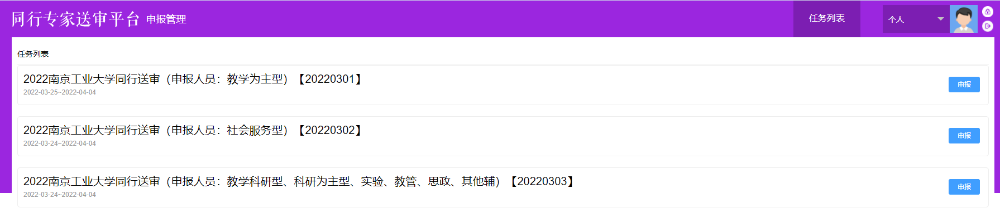 同行专家送审平台 申报管理
任务列表
个人
任务列表
2022南京工业大学同行送审（申报人员：教学为主型）【20220301】
2022-03-25~2022-04-04
申报
2022南京工业大学同行送审（申报人员：社会服务型）【20220302】
2022-03-24~2022-04-04
申报
2022南京工业大学同行送审（申报人员：教学科研型、科研为主型、实验、教管、思政、其他辅）【20220303】
2022-03-24~2022-04-04
申报